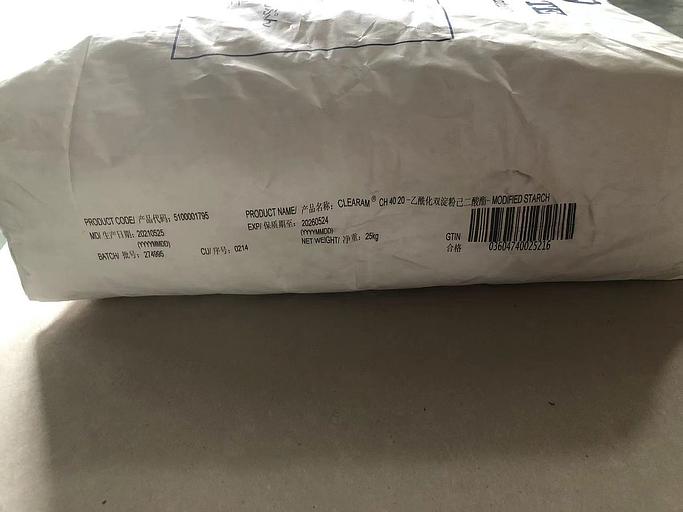 PRODUCT CODE/ 产品代码: 5100001795
MD/ 生产日期: 20210525
(YYYYMMDD)
BATCH/ 批号: 274995
CU/ 序号: 0214
PRODUCT NAME/ 产品名称: CLEARAM® CH 40 20 -乙酰化双淀粉己二酸酯- MODIFIED STARCH
EXP/ 保质期至: 20260524
(YYYYMMDD)
NET WEIGHT/ 净重: 25kg
GTIN
合格
03604740025216